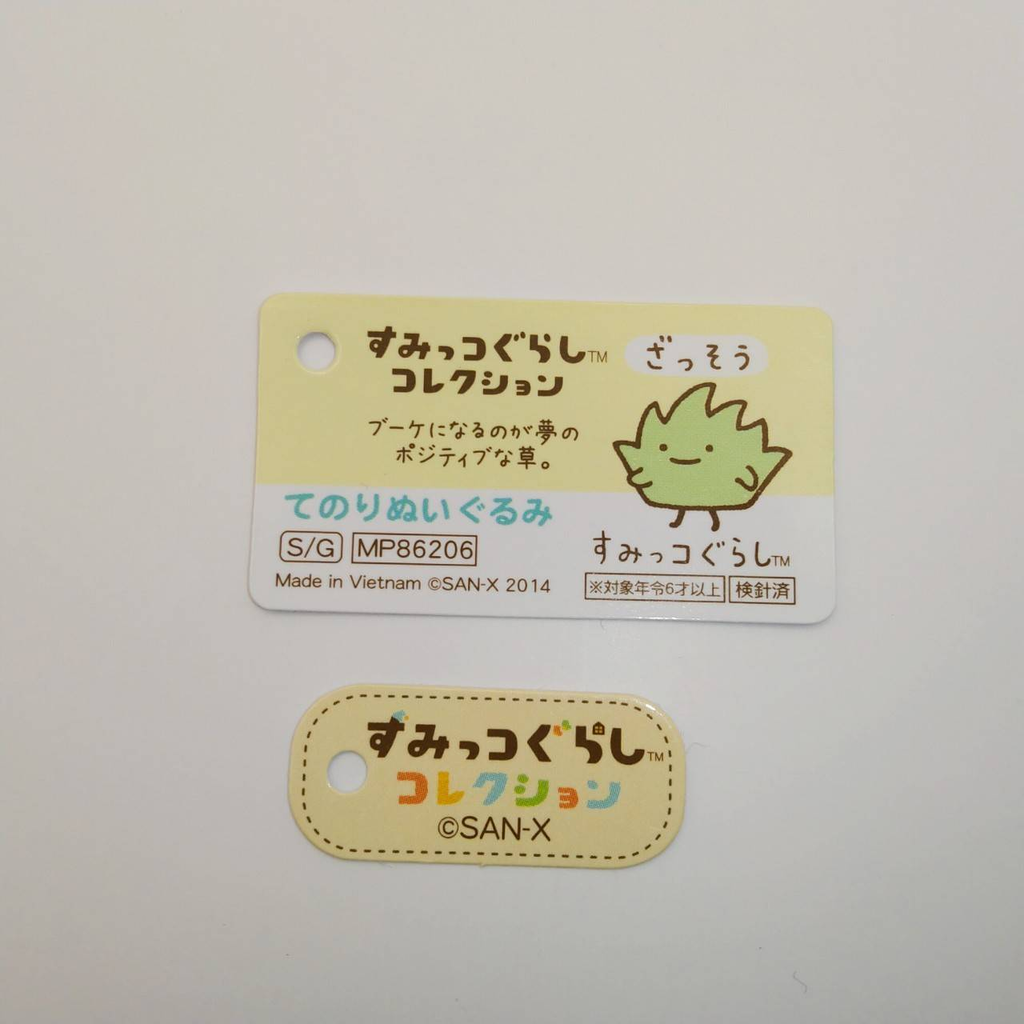 すみっコぐらし™
コレクション
ざっそう
ブーケになるのが夢の
ポジティブな草。
てのりぬいぐるみ
S/G MP86206
Made in Vietnam ©SAN-X 2014
すみっコぐらし™
※対象年令6才以上 検針済
すみっコぐらし™
コレクション
©SAN-X